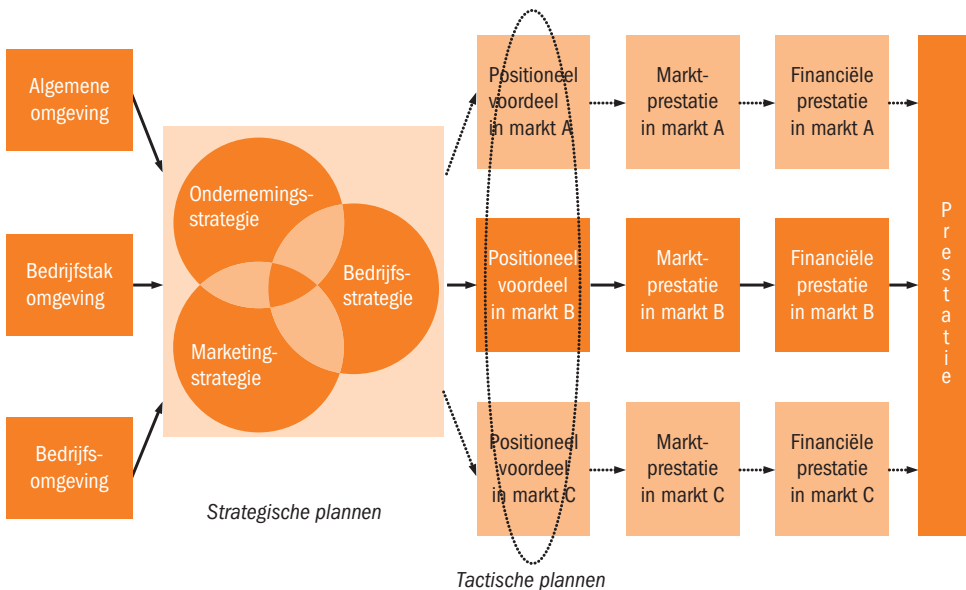 Algemene
omgeving
Bedrijfstak
omgeving
Bedrijfs-
omgeving
Ondernemings-
strategie
Bedrijfs-
strategie
Marketing-
strategie
Strategische plannen
Positioneel
voordeel
in markt A
Markt-
prestatie
in markt A
Financiële
prestatie
in markt A
Positioneel
voordeel
in markt B
Markt-
prestatie
in markt B
Financiële
prestatie
in markt B
Positioneel
voordeel
in markt C
Markt-
prestatie
in markt C
Financiële
prestatie
in markt C
Tactische plannen
Prestatie